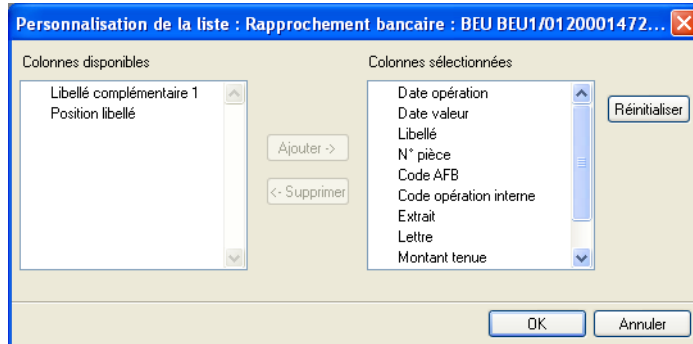 Personnalisation de la liste : Rapprochement bancaire : BEU BEU1/0120001472...
Colonnes disponibles
Libellé complémentaire 1
Position libellé
Ajouter ->
<- Supprimer
Colonnes sélectionnées
Date opération
Date valeur
Libellé
N° pièce
Code AFB
Code opération interne
Extrait
Lettre
Montant tenue
Réinitialiser
OK
Annuler